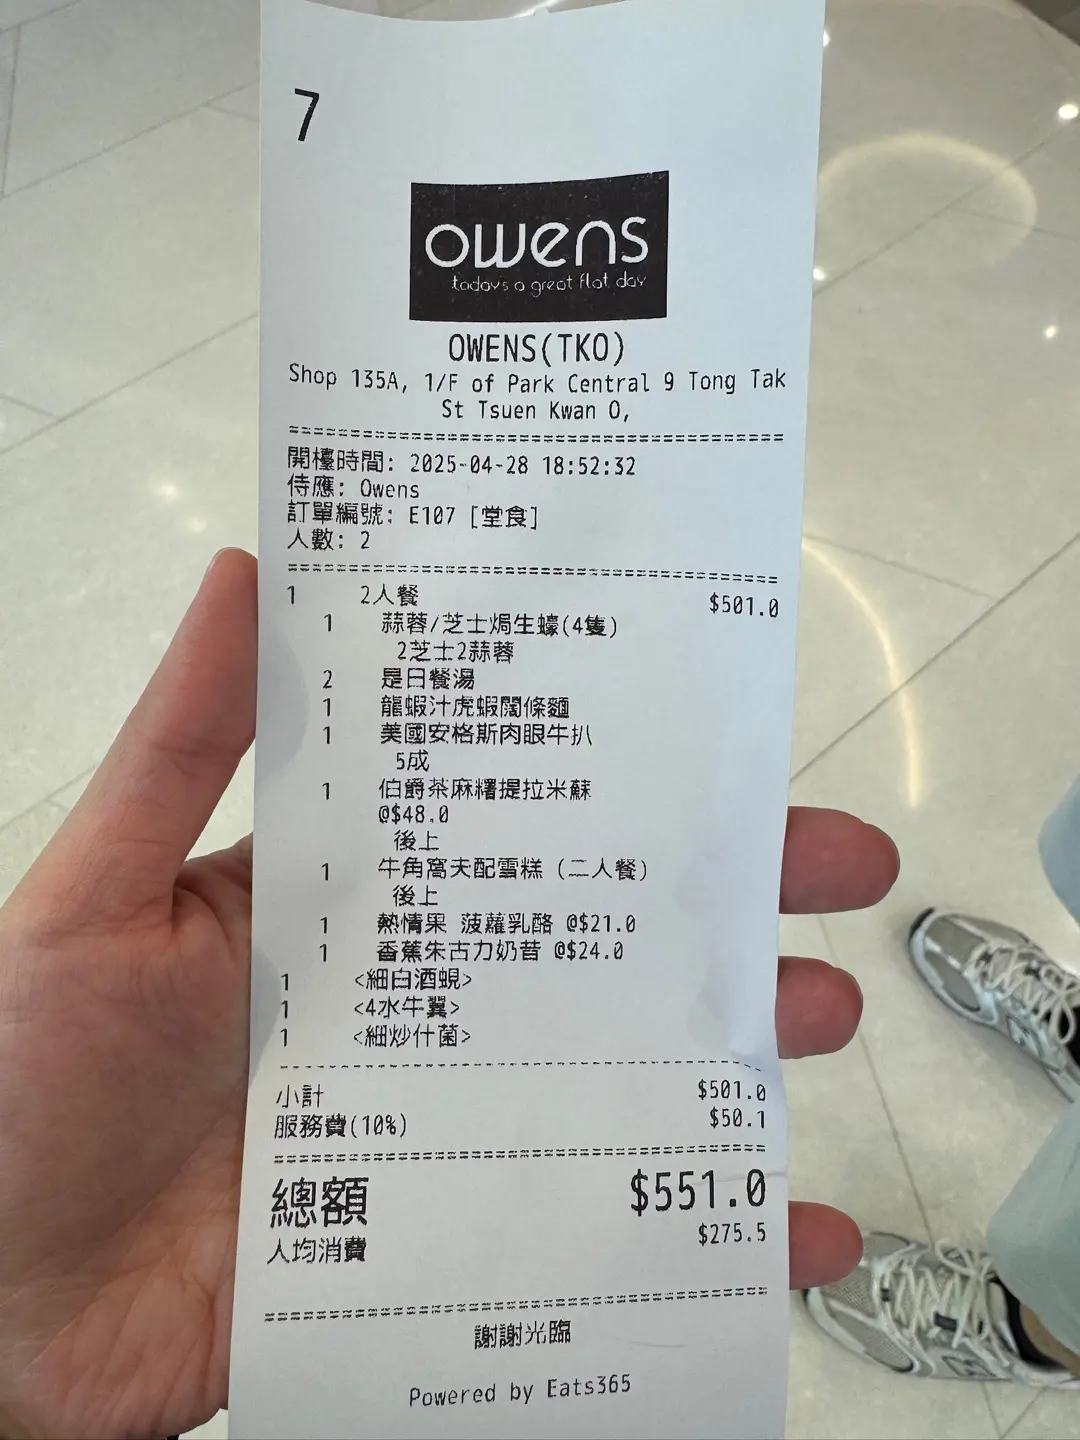 7
owens
todays a great flat day
OWENS(TKO)
Shop 135A, 1/F of Park Central 9 Tong Tak
St Tsuen Kwan O,
開檯時間: 2025-04-28 18:52:32
侍應: Owens
訂單編號: E107 [堂食]
人數: 2
1 2人餐 $501.0
1 蒜蓉/芝士焗生蠔(4隻)
2芝士2蒜蓉
2 是日餐湯
1 龍蝦汁虎蝦闊條麵
1 美國安格斯肉眼牛扒
5成
1 伯爵茶麻糬提拉米蘇
@$48.0
後上
1 牛角窩夫配雪糕 (二人餐)
後上
1 熱情果 菠蘿乳酪 @$21.0
1 香蕉朱古力奶昔 @$24.0
1 <細白酒蜆>
1 <4水牛翼>
1 <細炒什菌>
小計 $501.0
服務費(10%) $50.1
總額 $551.0
人均消費 $275.5
謝謝光臨
Powered by Eats365